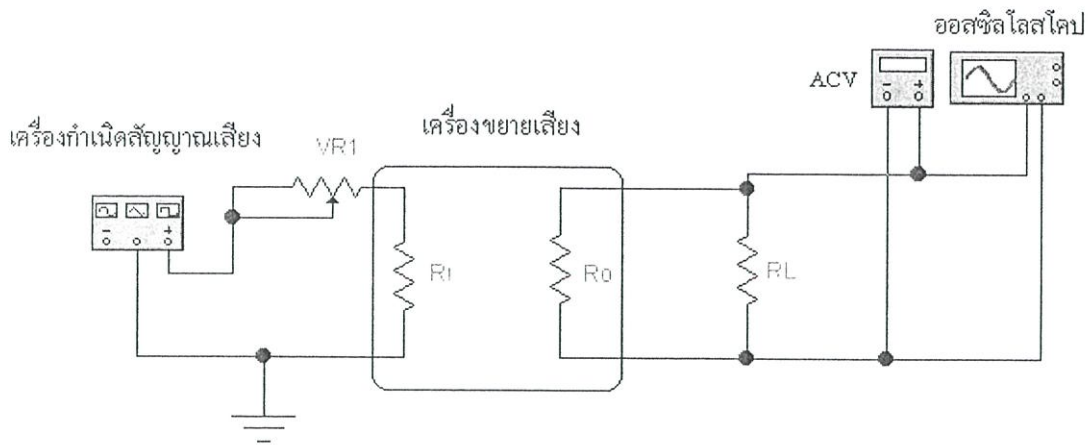 ออสซิลโลสโคป
ACV
- +
เครื่องกำเนิดสัญญาณเสียง
VR1
เครื่องขยายเสียง
- +
Ri
Ro
RL